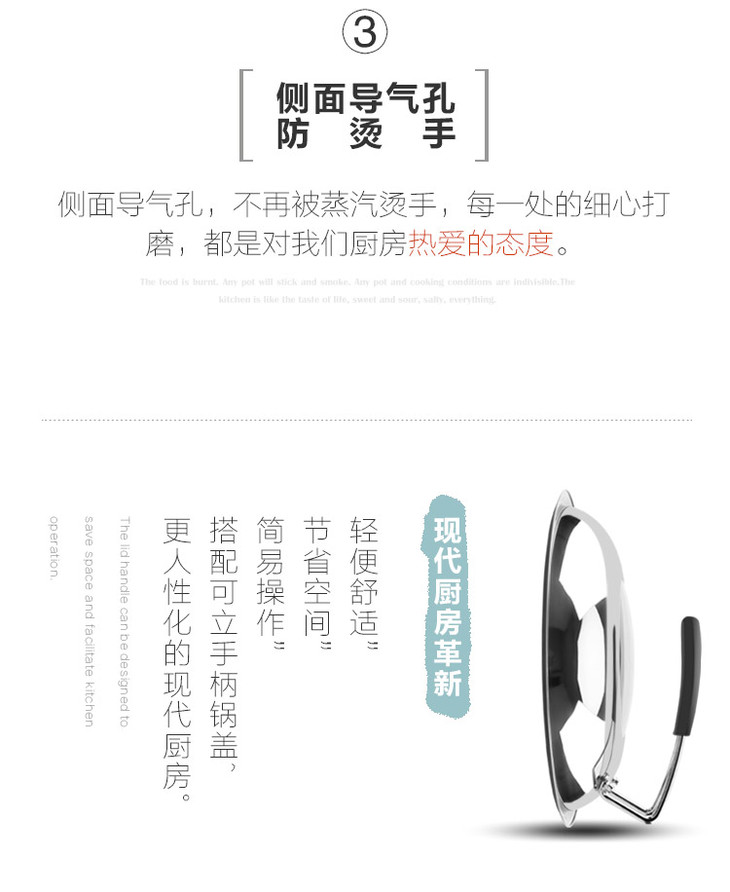 3
侧面导气孔
防烫手
侧面导气孔，不再被蒸汽烫手，每一处的细心打
磨，都是对我们厨房热爱的态度。
The food is burnt. Any pot will stick and smoke. Any pot and cooking conditions are indivisible.The
kitchen is like the taste of life, sweet and sour, salty, everything.
现代厨房革新
轻便舒适”
节省空间”
简易操作”
搭配可立手柄锅盖，
更人性化的现代厨房。
The lid handle can be designed to
save space and facilitate kitchen
operation.